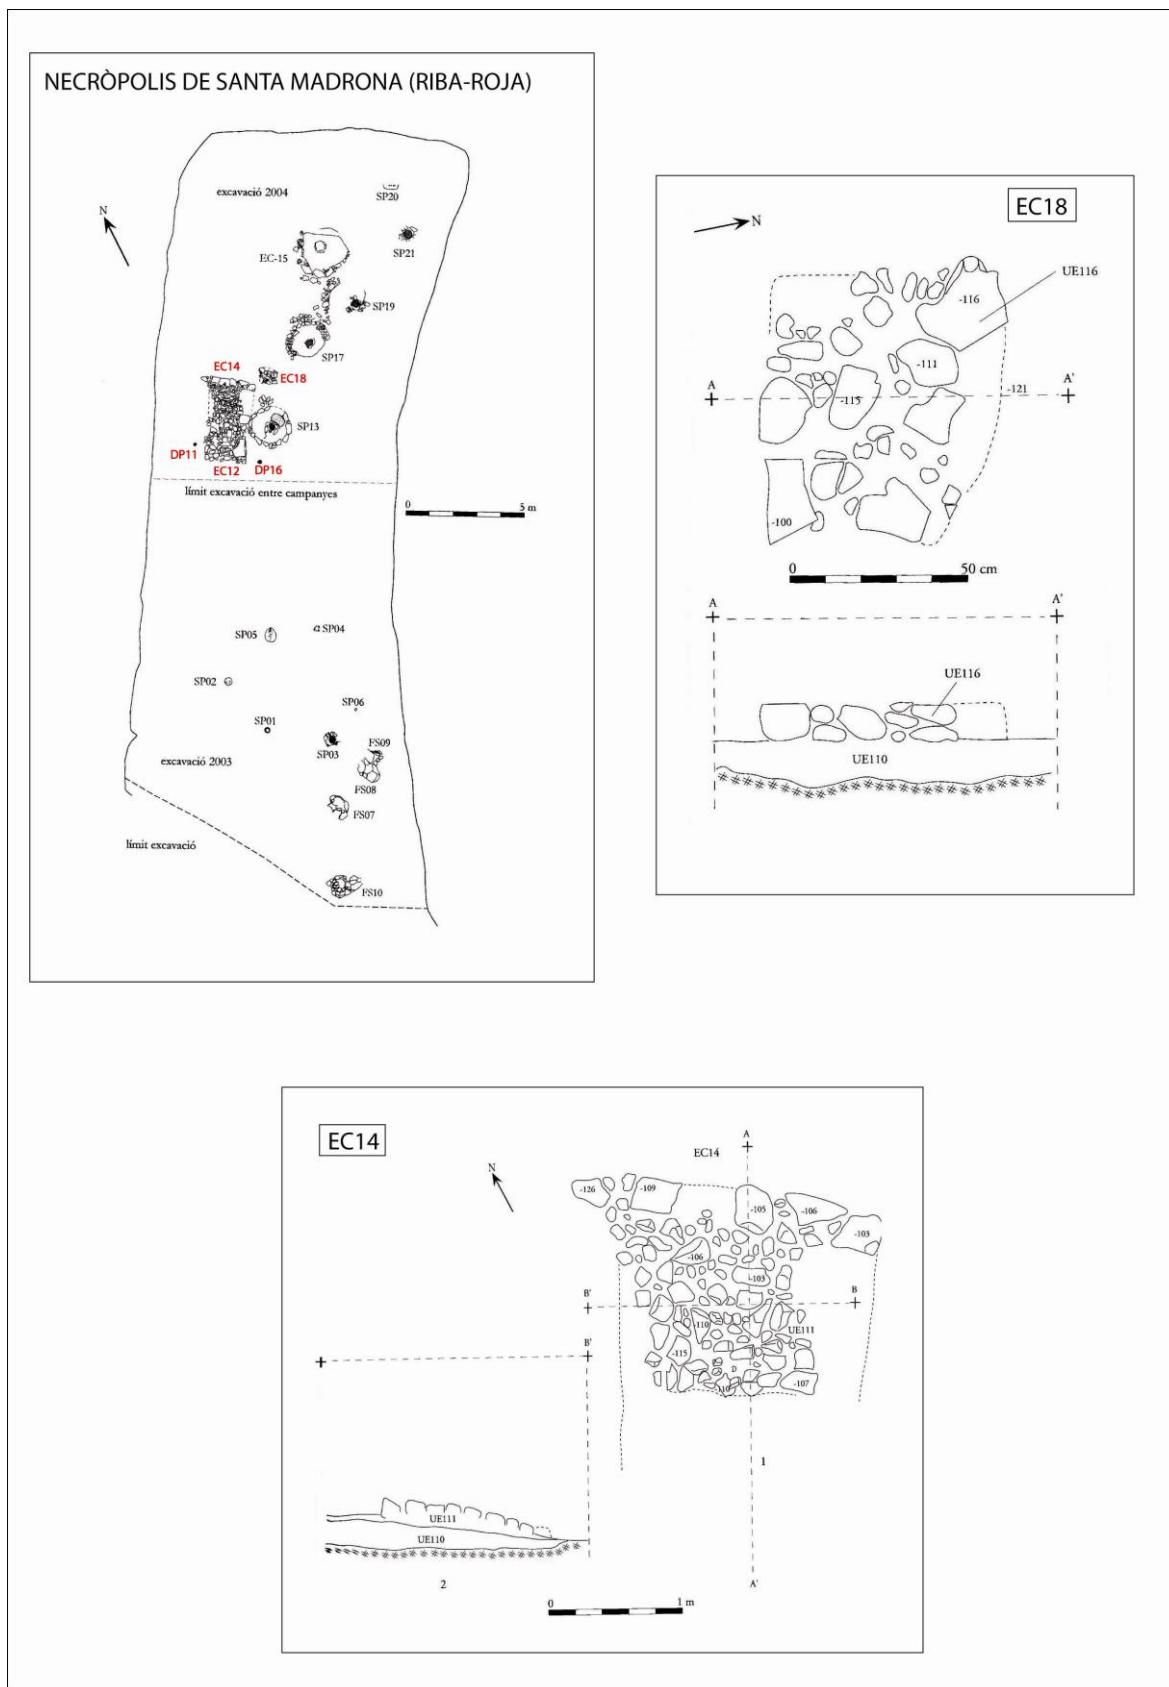 NECRÒPOLIS DE SANTA MADRONA (RIBA-ROJA)
excavació 2004
SP20
N
SP21
EC-15
SP19
SP17
EC14
EC18
SP13
DP11
EC12
DP16
límit excavació entre campanyes
0
5 m
SP05
SP04
SP02
SP06
SP01
SP03
FS09
excavació 2003
FS08
FS07
límit excavació
FS10
EC18
N
UE116
-116
-111
A
-121
A'
-115
-100
0
50 cm
A
A'
UE116
UE110
EC14
N
A
EC14
-126
-109
-105
-106
-103
-106
-103
B'
B
-110
UE111
B'
-115
D
-110
-107
1
UE111
UE110
2
A'
0
1 m